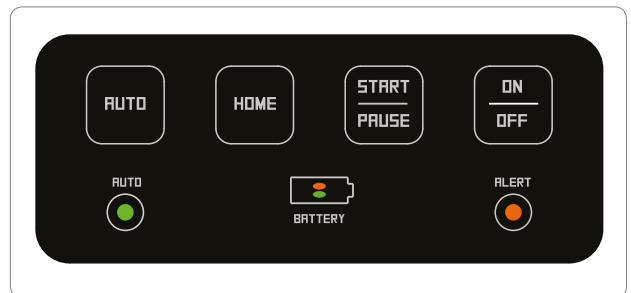 AUTO
HOME
START
PAUSE
ON
OFF
AUTO
BATTERY
ALERT